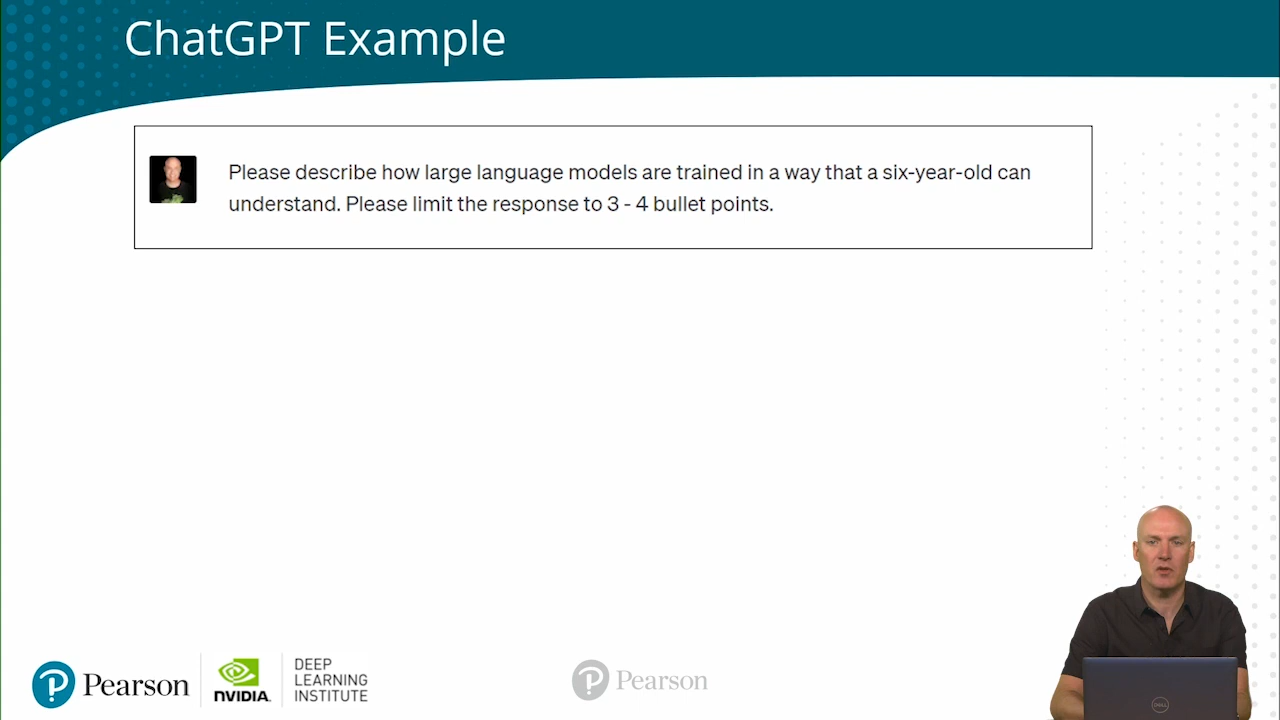 ChatGPT Example
Please describe how large language models are trained in a way that a six-year-old can
understand. Please limit the response to 3 - 4 bullet points.
Pearson
NVIDIA.
DEEP
LEARNING
INSTITUTE
Pearson
DELL